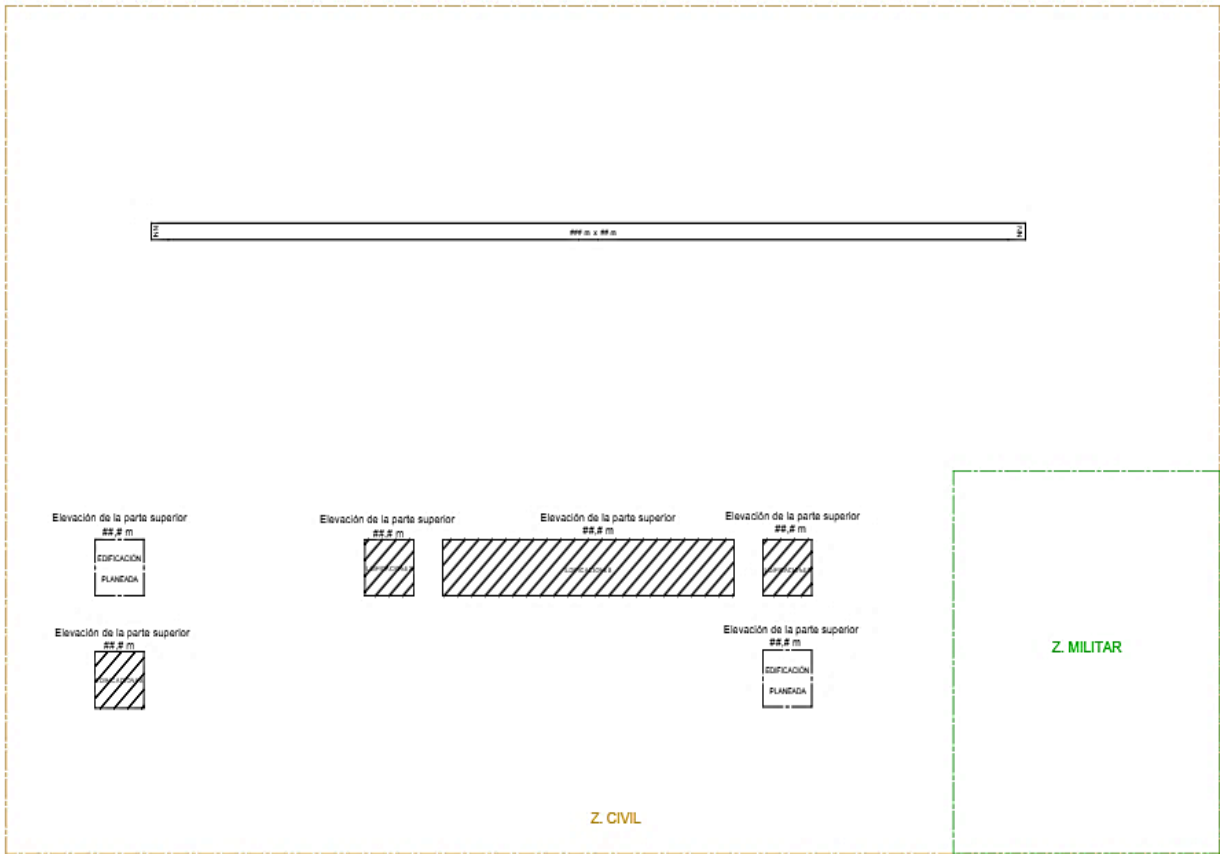 ### m x ## m
Elevación de la parte superior
##,# m
EDIFICACIÓN
PLANEADA
Elevación de la parte superior
##,# m
Elevación de la parte superior
##,# m
Elevación de la parte superior
##,# m
Elevación de la parte superior
##,# m
Elevación de la parte superior
##,# m
EDIFICACIÓN
PLANEADA
Z. MILITAR
Z. CIVIL